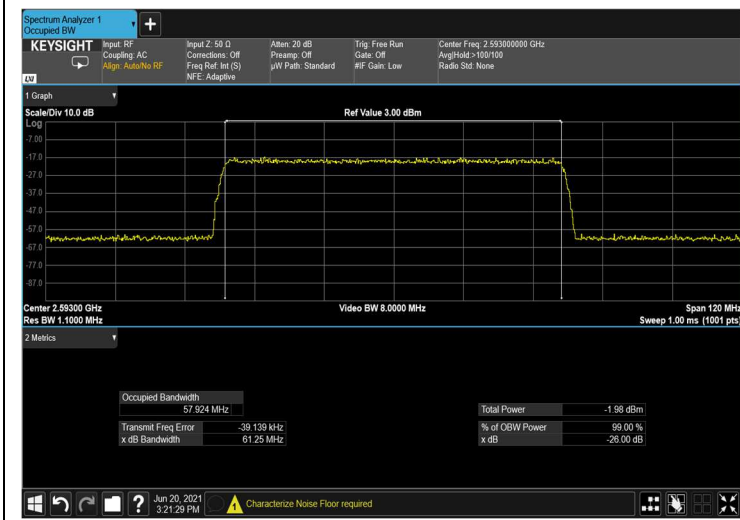 Spectrum Analyzer 1
Occupied BW
KEYSIGHT
LXI
Input: RF
Coupling: AC
Align: Auto/No RF
Input Z: 50 Ω
Corrections: Off
Freq Ref: Int (S)
NFE: Adaptive
Atten: 20 dB
Preamp: Off
µW Path: Standard
Trig: Free Run
Gate: Off
#IF Gain: Low
Center Freq: 2.593000000 GHz
Avg|Hold:>100/100
Radio Std: None
1 Graph
Scale/Div 10.0 dB
Ref Value 3.00 dBm
Log
-7.00
-17.0
-27.0
-37.0
-47.0
-57.0
-67.0
-77.0
-87.0
Center 2.59300 GHz
Video BW 8.0000 MHz
Span 120 MHz
Res BW 1.1000 MHz
Sweep 1.00 ms (1001 pts)
2 Metrics
Occupied Bandwidth
57.924 MHz
Total Power -1.98 dBm
Transmit Freq Error -39.139 kHz
% of OBW Power 99.00 %
x dB Bandwidth 61.25 MHz
x dB -26.00 dB
?
Jun 20, 2021
3:21:29 PM
1
Characterize Noise Floor required